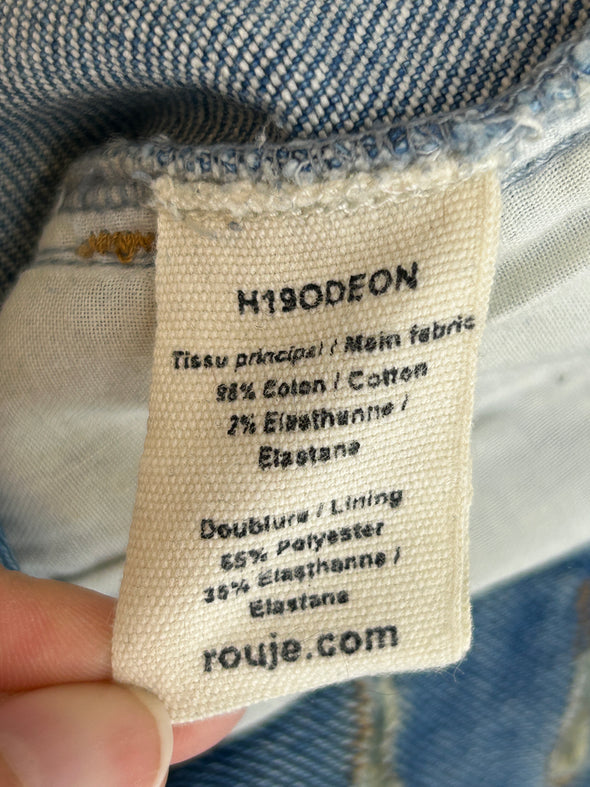 H19ODEON
Tissu principal / Main fabric
98% Coton / Cotton
2% Elasthanne /
Elastane
Doublure / Lining
65% Polyester
35% Elasthanne /
Elastane
rouje.com